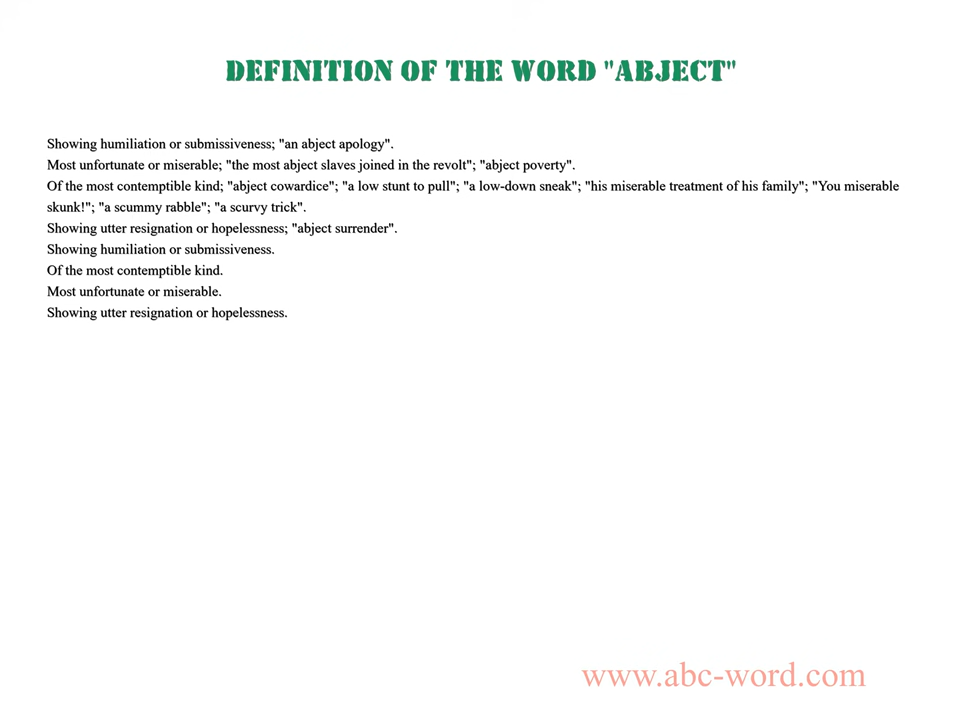 DEFINITION OF THE WORD "ABJECT"
Showing humiliation or submissiveness; "an abject apology".
Most unfortunate or miserable; "the most abject slaves joined in the revolt"; "abject poverty".
Of the most contemptible kind; "abject cowardice"; "a low stunt to pull"; "a low-down sneak"; "his miserable treatment of his family"; "You miserable
skunk!"; "a scummy rabble"; "a scurvy trick".
Showing utter resignation or hopelessness; "abject surrender".
Showing humiliation or submissiveness.
Of the most contemptible kind.
Most unfortunate or miserable.
Showing utter resignation or hopelessness.
www.abc-word.com